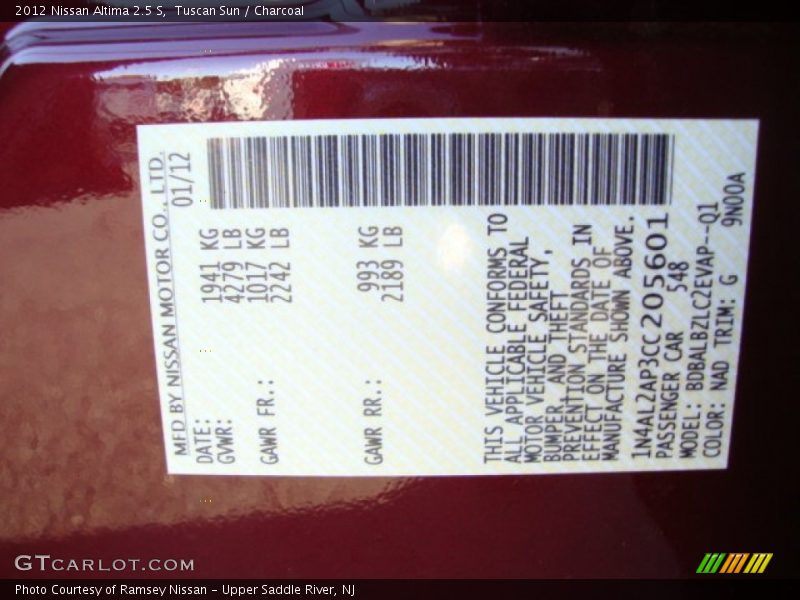 2012 Nissan Altima 2.5 S,  Tuscan Sun / Charcoal
MFD BY NISSAN MOTOR CO., LTD.
DATE: 01/12
GVWR: 1941 KG
4279 LB
GAWR FR.: 1017 KG
2242 LB
GAWR RR.: 993 KG
2189 LB
THIS VEHICLE CONFORMS TO
ALL APPLICABLE FEDERAL
MOTOR VEHICLE SAFETY,
BUMPER, AND THEFT
PREVENTION STANDARDS IN
EFFECT ON THE DATE OF
MANUFACTURE SHOWN ABOVE.
1N4AL2AP3CC205601
PASSENGER CAR 548
MODEL: BDBALBZLC2EVAP--Q1
COLOR: NAD TRIM: G 9N00A
GTCARLOT.COM
Photo Courtesy of Ramsey Nissan - Upper Saddle River, NJ